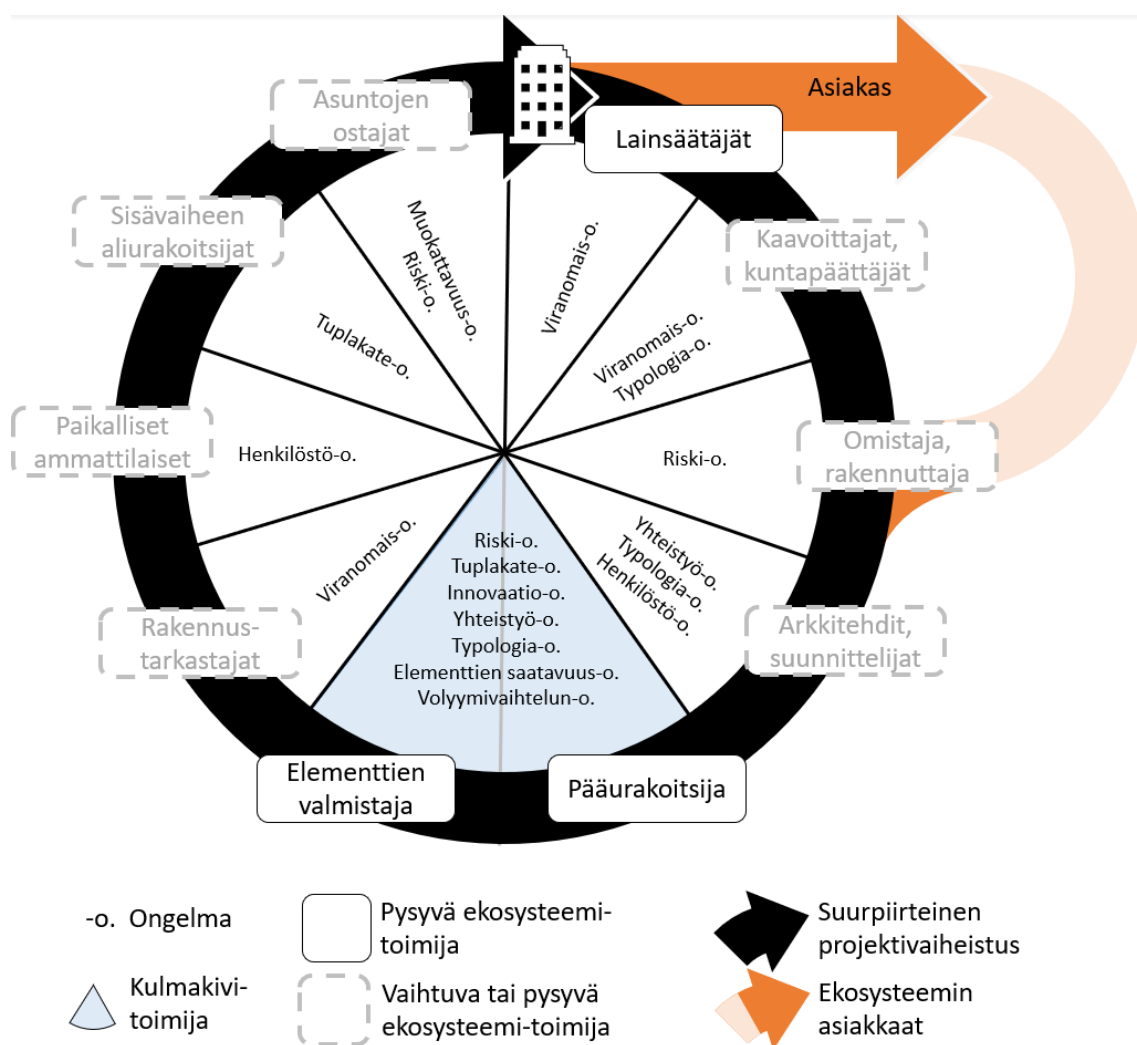 Asiakas
Asuntojen
ostajat
Lainsäätäjät
Sisävaiheen
aliurakoitsijat
Kaavoittajat,
kuntapäättäjät
Muokattavuus-o.
Riski-o.
Viranomais-o.
Tuplakate-o.
Viranomais-o.
Typologia-o.
Paikalliset
ammattilaiset
Henkilöstö-o.
Riski-o.
Omistaja,
rakennuttaja
Viranomais-o.
Riski-o.
Tuplakate-o.
Innovaatio-o.
Yhteistyö-o.
Typologia-o.
Elementtien saatavuus-o.
Volyymivaihtelun-o.
Yhteistyö-o.
Typologia-o.
Henkilöstö-o.
Rakennus-
tarkastajat
Arkkitehdit,
suunnittelijat
Elementtien
valmistaja
Pääurakoitsija
-o. Ongelma
Pysyvä ekosysteemi-
toimija
Suurpiirteinen
projektivaiheistus
Kulmakivi-
toimija
Vaihtuva tai pysyvä
ekosysteemi-toimija
Ekosysteemin
asiakkaat